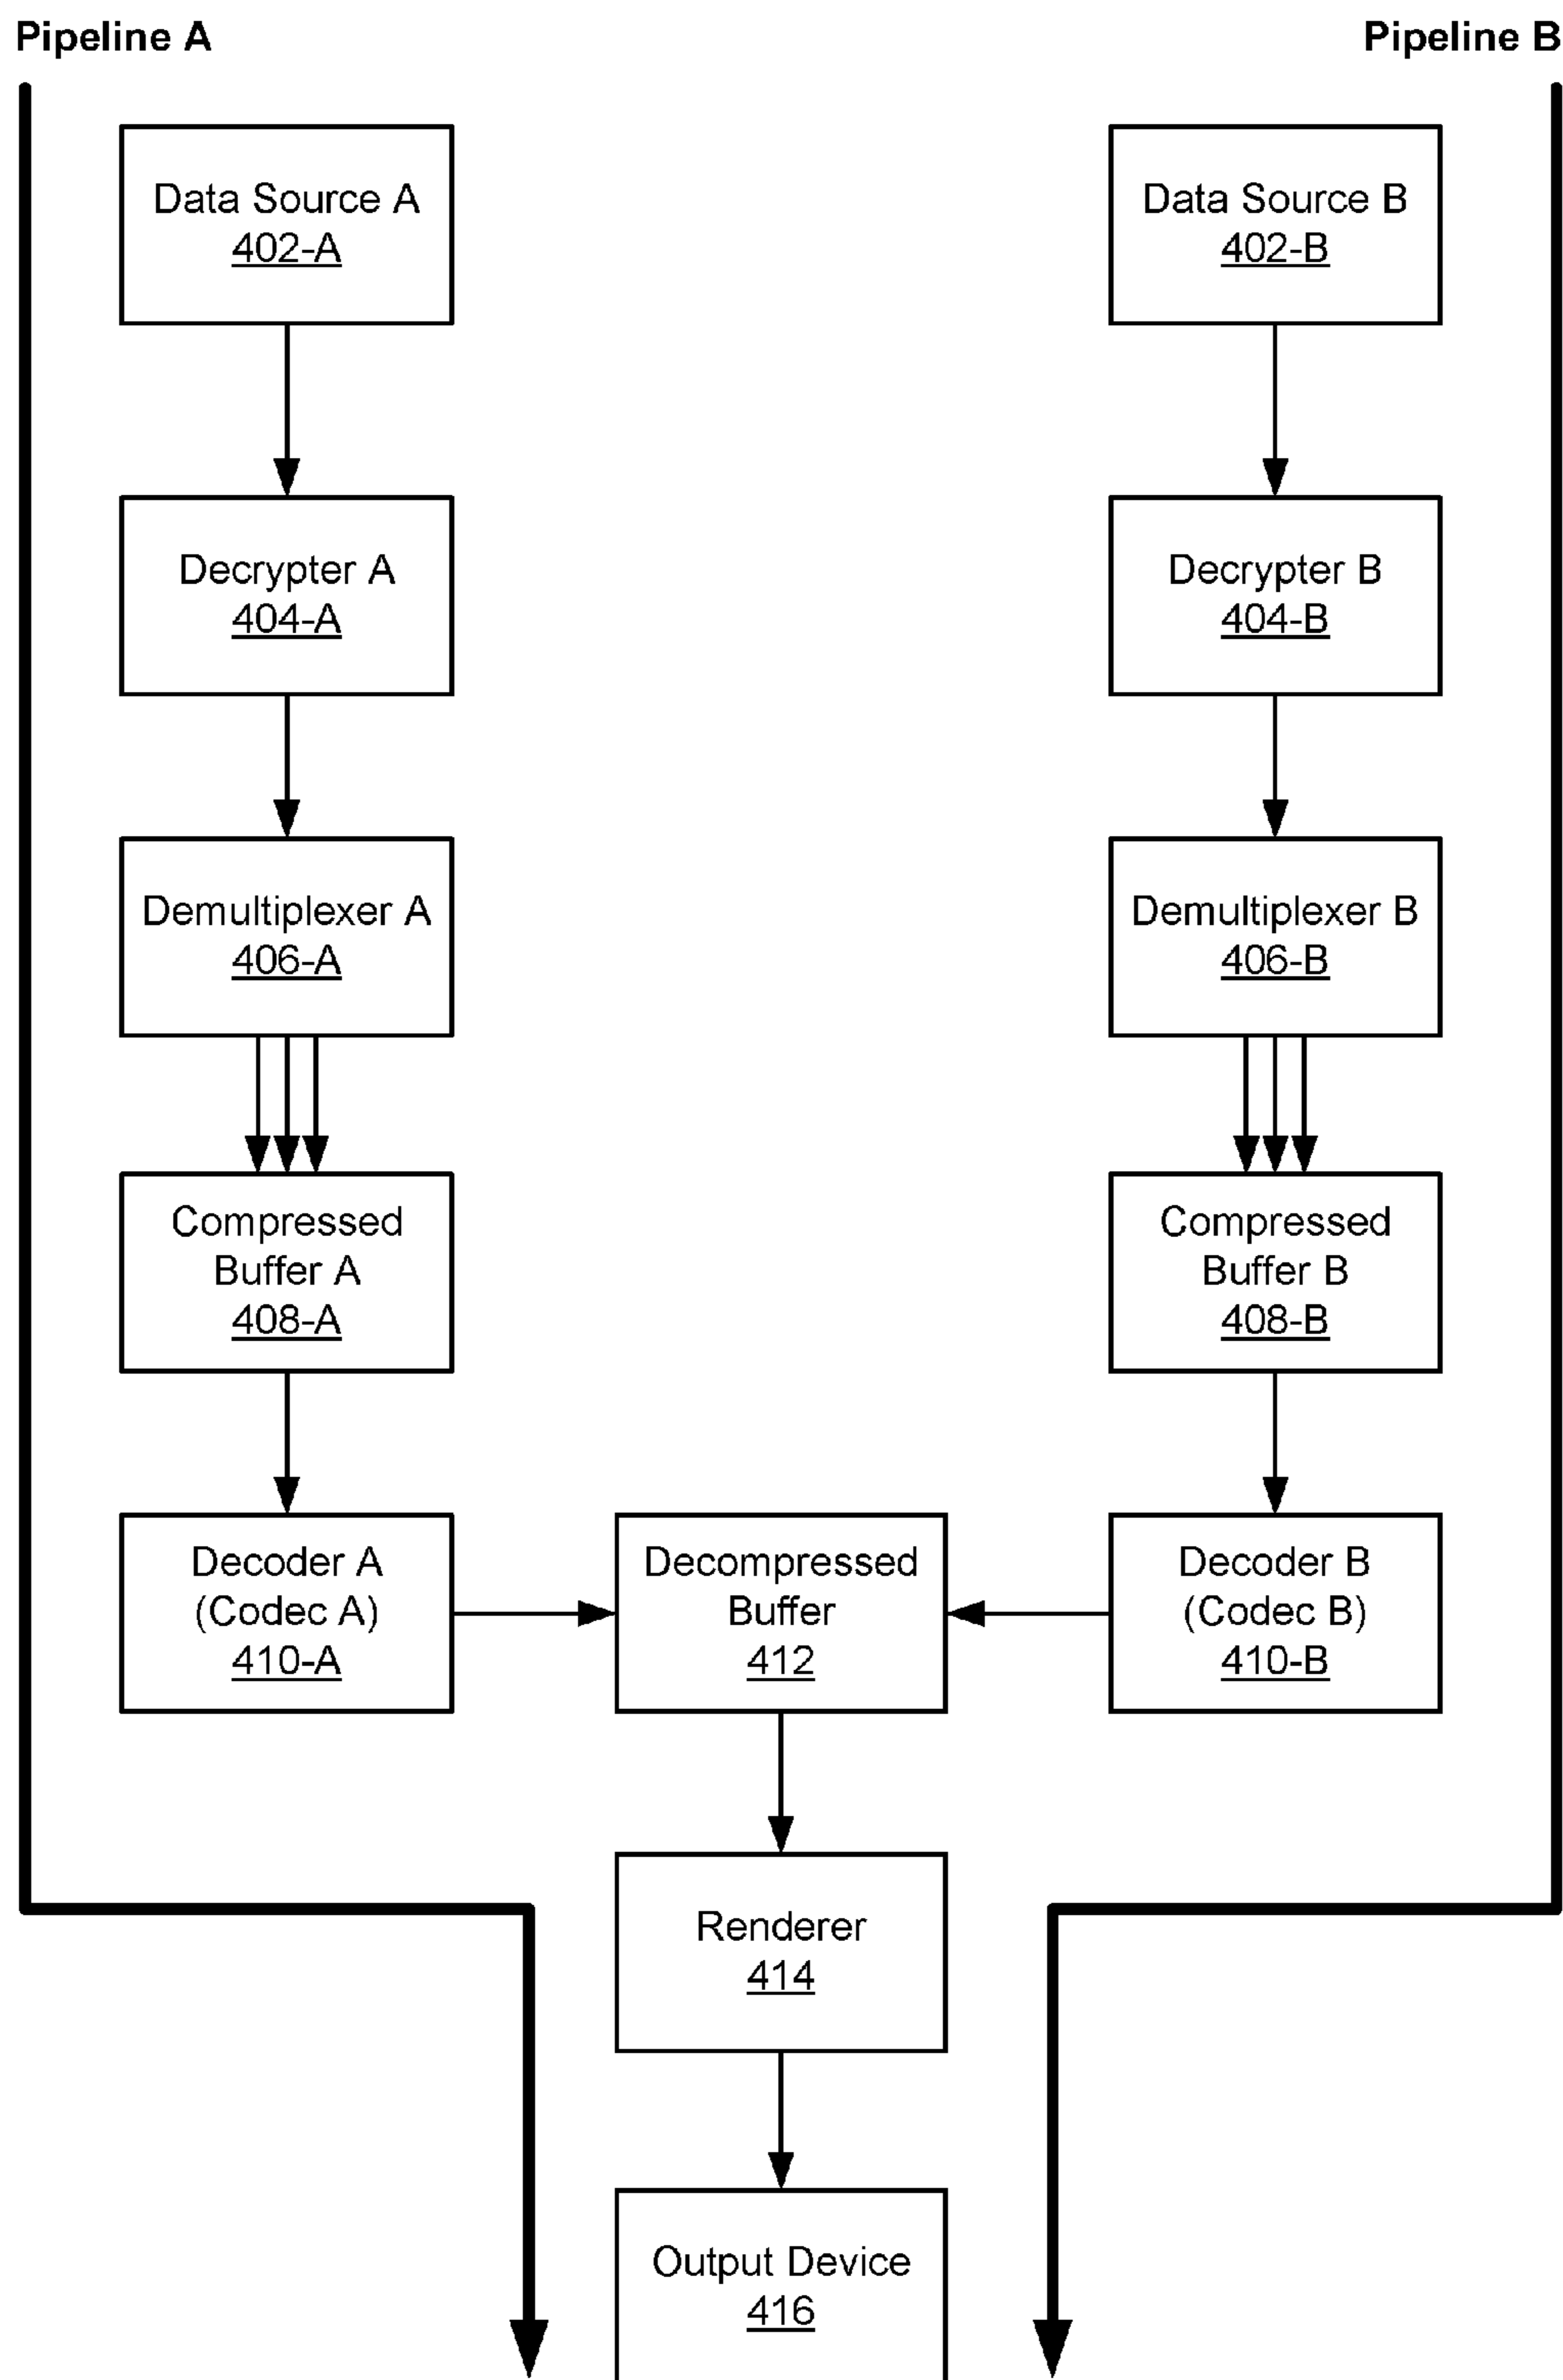 Pipeline A
Pipeline B
Data Source A
402-A
Data Source B
402-B
Decrypter A
404-A
Decrypter B
404-B
Demultiplexer A
406-A
Demultiplexer B
406-B
Compressed
Buffer A
408-A
Compressed
Buffer B
408-B
Decoder A
(Codec A)
410-A
Decompressed
Buffer
412
Decoder B
(Codec B)
410-B
Renderer
414
Output Device
416